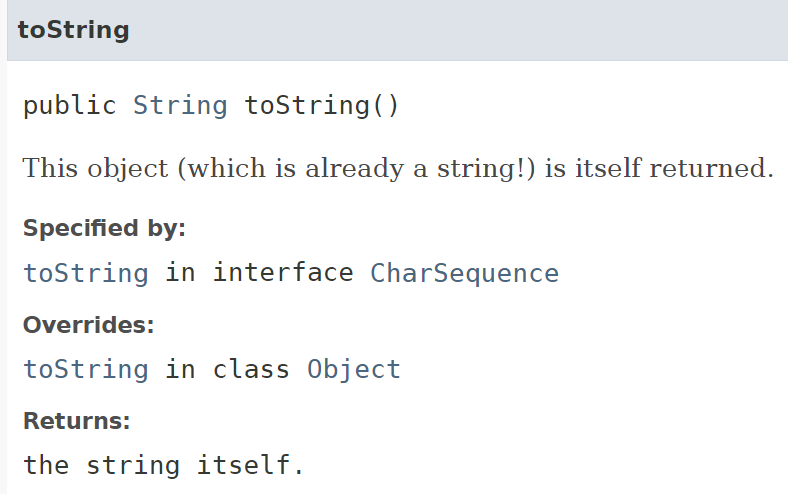 toString
public String toString()
This object (which is already a string!) is itself returned.
Specified by:
toString in interface CharSequence
Overrides:
toString in class Object
Returns:
the string itself.